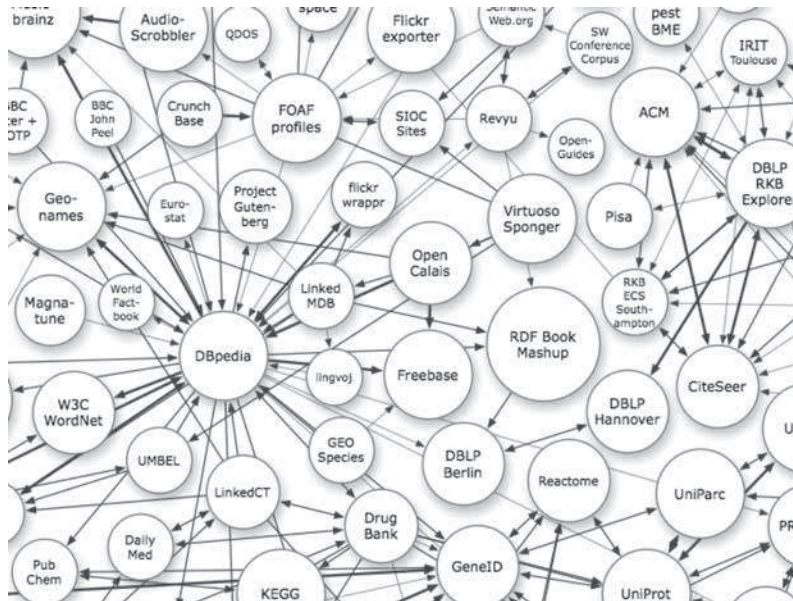 brainz
Audio-
Scrobbler
QDOS
space
Flickr
exporter
Semantic
Web.org
SW
Conference
Corpus
pest
BME
IRIT
Toulouse
BBC
John
Peel
Crunch
Base
FOAF
profiles
SIOC
Sites
Revyu
Open-
Guides
ACM
DBLP
RKB
Explorer
OTP
Geo-
names
Euro-
stat
Project
Guten-
berg
flickr
wrappr
Virtuoso
Sponger
Pisa
Open
Calais
Magna-
tune
World
Fact-
book
Linked
MDB
RKB
ECS
South-
ampton
DBpedia
lingvoj
Freebase
RDF Book
Mashup
CiteSeer
W3C
WordNet
DBLP
Hannover
UMBEL
GEO
Species
DBLP
Berlin
LinkedCT
Reactome
UniParc
Daily
Med
Drug
Bank
Pub
Chem
KEGG
GeneID
UniProt